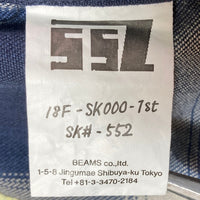 SSZ
18F-SK000-1st
SK#-552
BEAMS co.,ltd.
1-5-8 Jingumae Shibuya-ku Tokyo
Tel +81-3-3470-2184